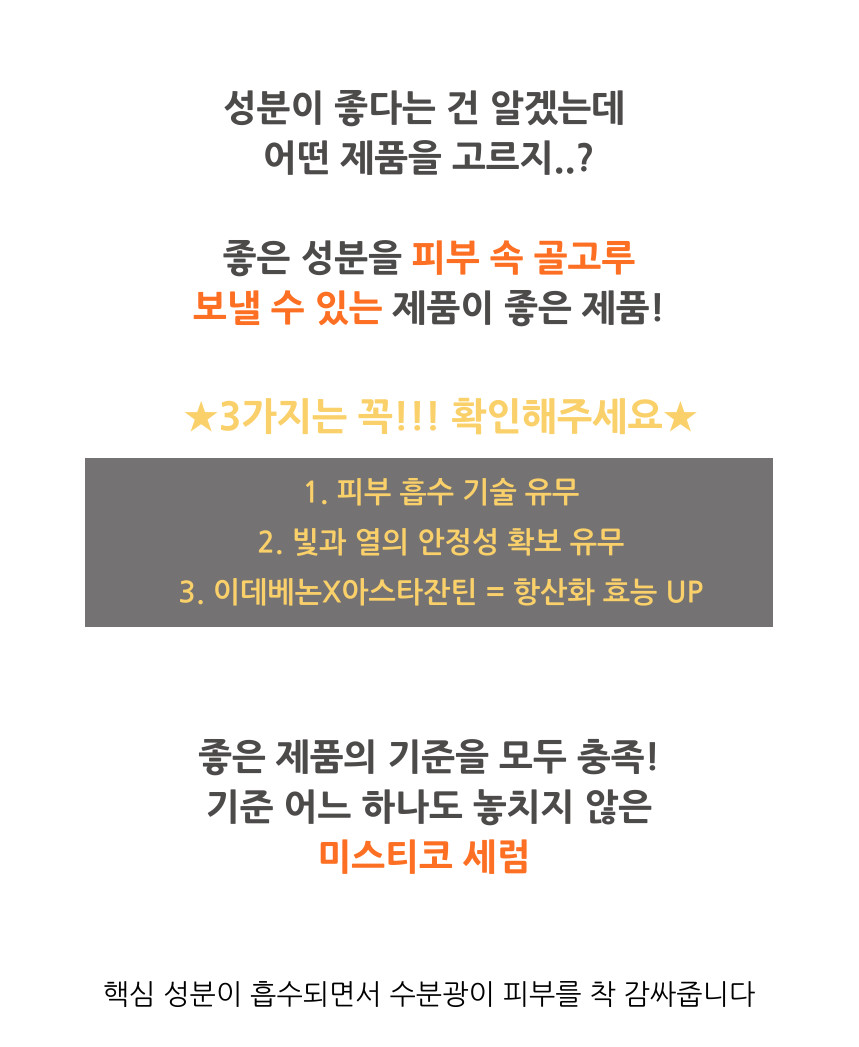 성분이 좋다는 건 알겠는데
어떤 제품을 고르지..?
좋은 성분을 피부 속 골고루
보낼 수 있는 제품이 좋은 제품!
★3가지는 꼭!!! 확인해주세요★
1. 피부 흡수 기술 유무
2. 빛과 열의 안정성 확보 유무
3. 이데베논X아스타잔틴 = 항산화 효능 UP
좋은 제품의 기준을 모두 충족!
기준 어느 하나도 놓치지 않은
미스티코 세럼
핵심 성분이 흡수되면서 수분광이 피부를 착 감싸줍니다